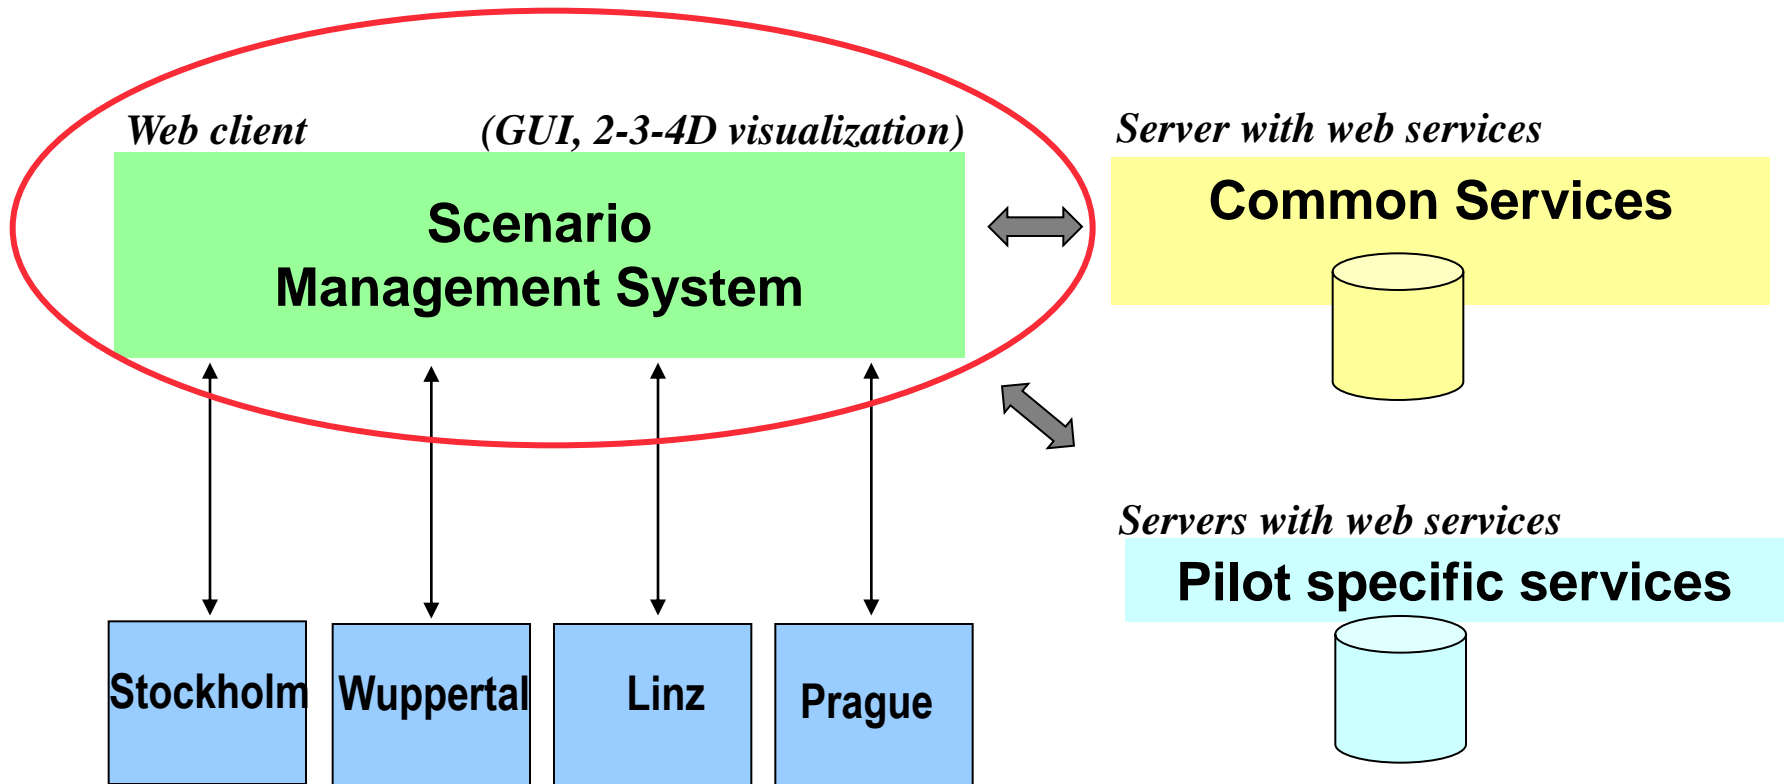 Web client (GUI, 2-3-4D visualization)
Scenario
Management System
Server with web services
Common Services
Servers with web services
Pilot specific services
Stockholm
Wuppertal
Linz
Prague